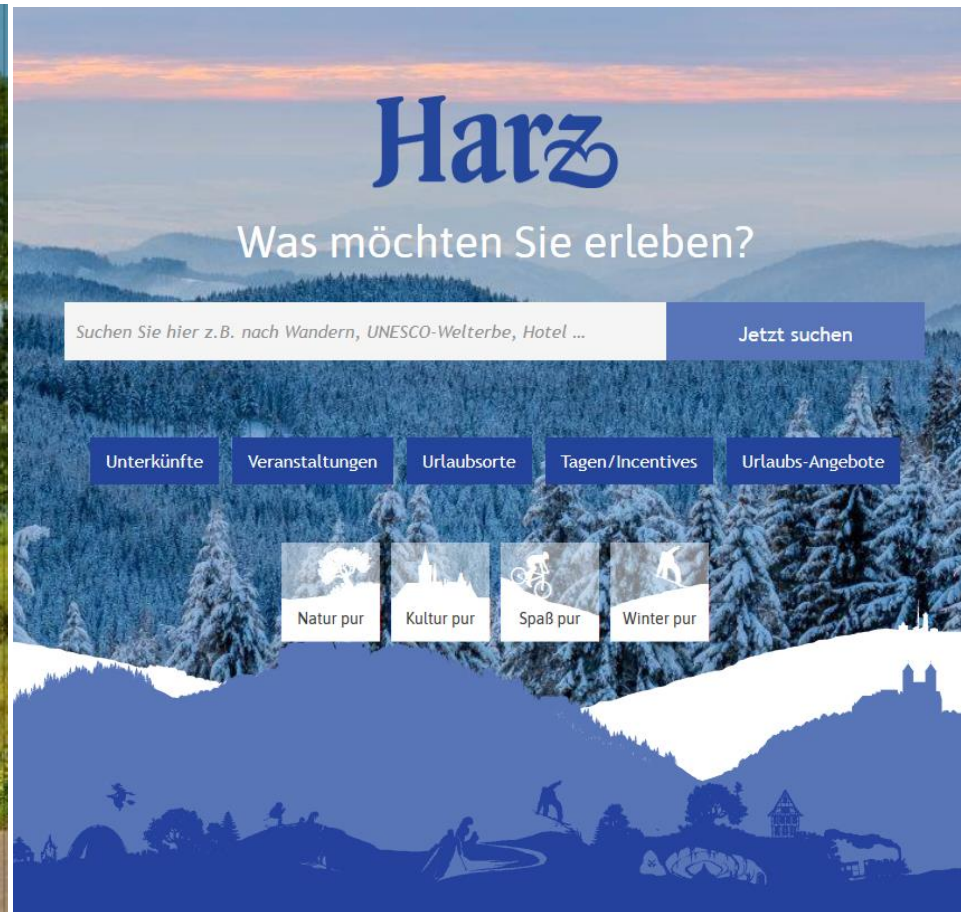 Harz
Was möchten Sie erleben?
Suchen Sie hier z.B. nach Wandern, UNESCO-Welterbe, Hotel ...
Jetzt suchen
Unterkünfte
Veranstaltungen
Urlaubsorte
Tagen/Incentives
Urlaubs-Angebote
Natur pur
Kultur pur
Spaß pur
Winter pur